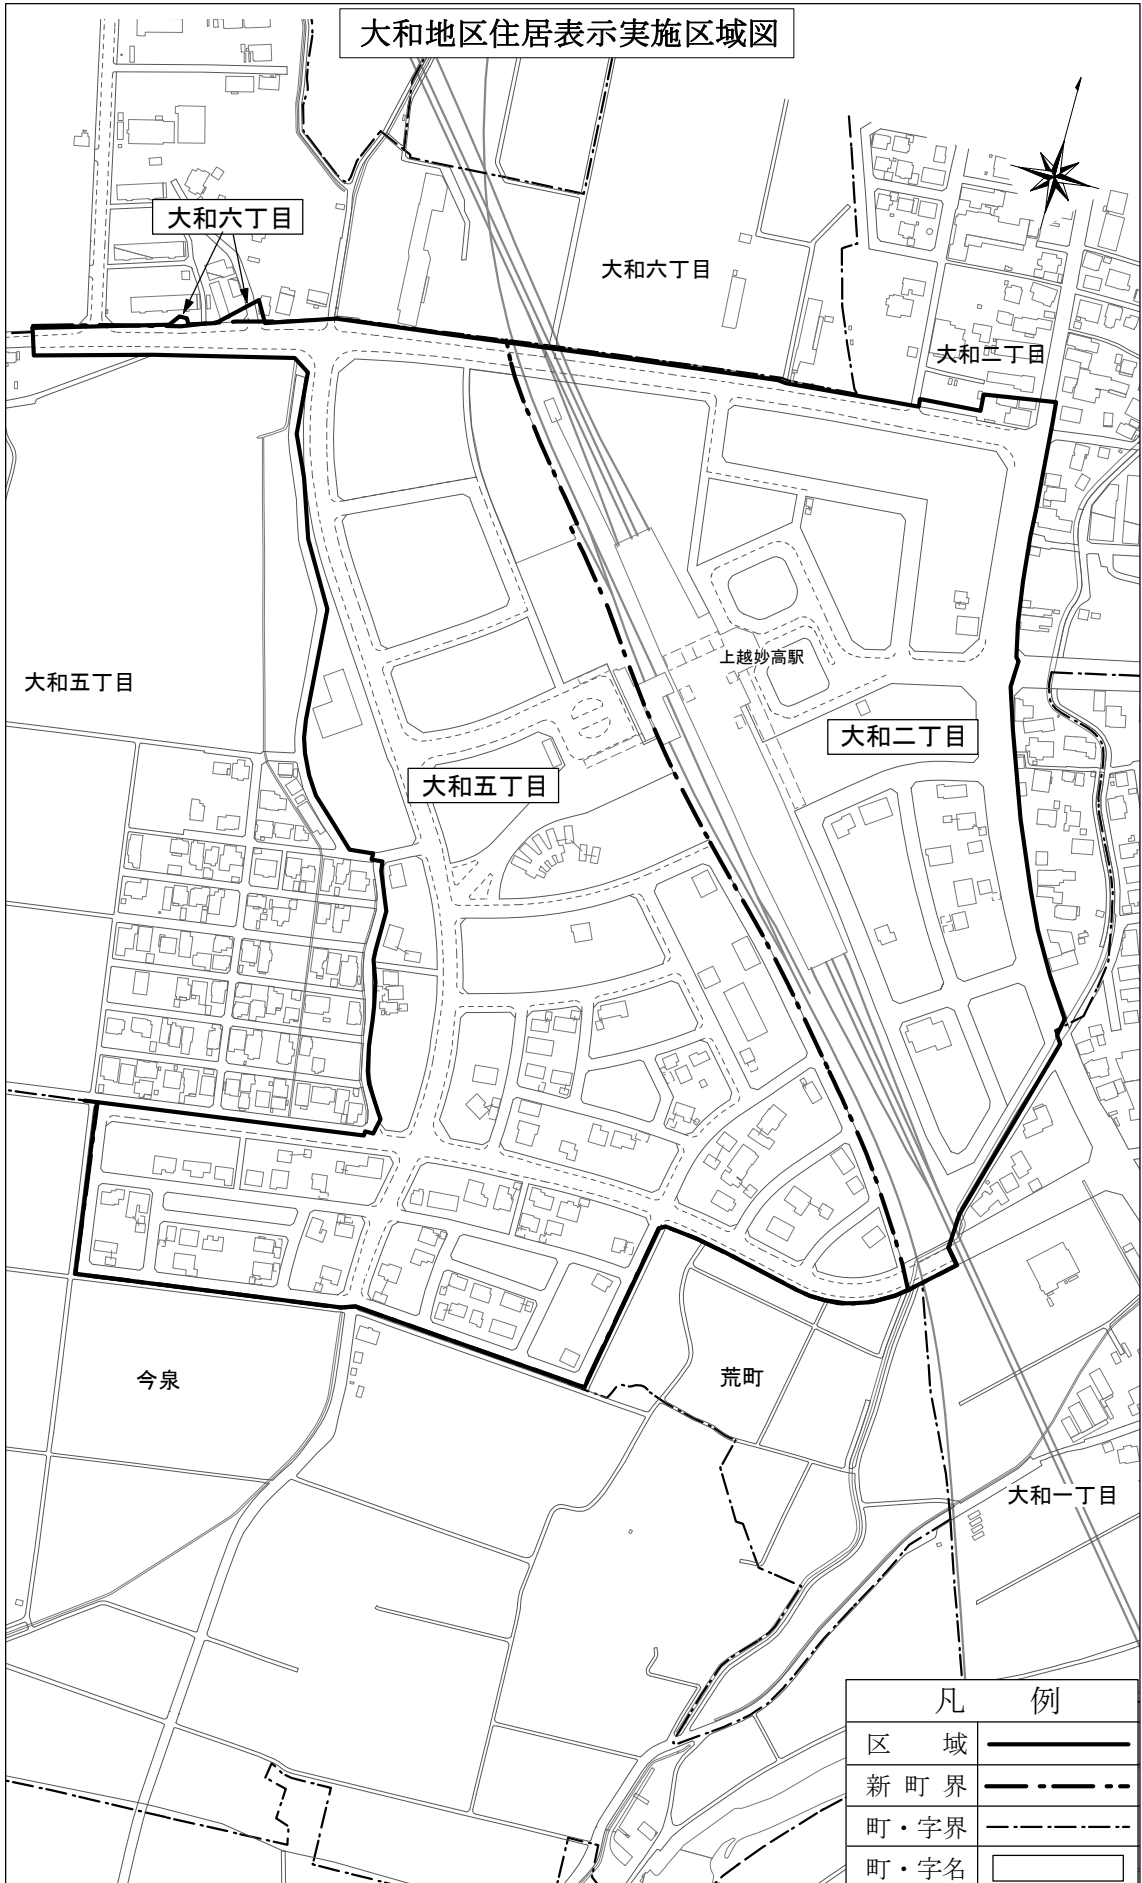 大和地区住居表示実施区域図
大和六丁目
大和六丁目
大和二丁目
上越妙高駅
大和五丁目
大和二丁目
大和五丁目
今泉
荒町
大和一丁目
凡 例
区 域
新町界
町・字界
町・字名